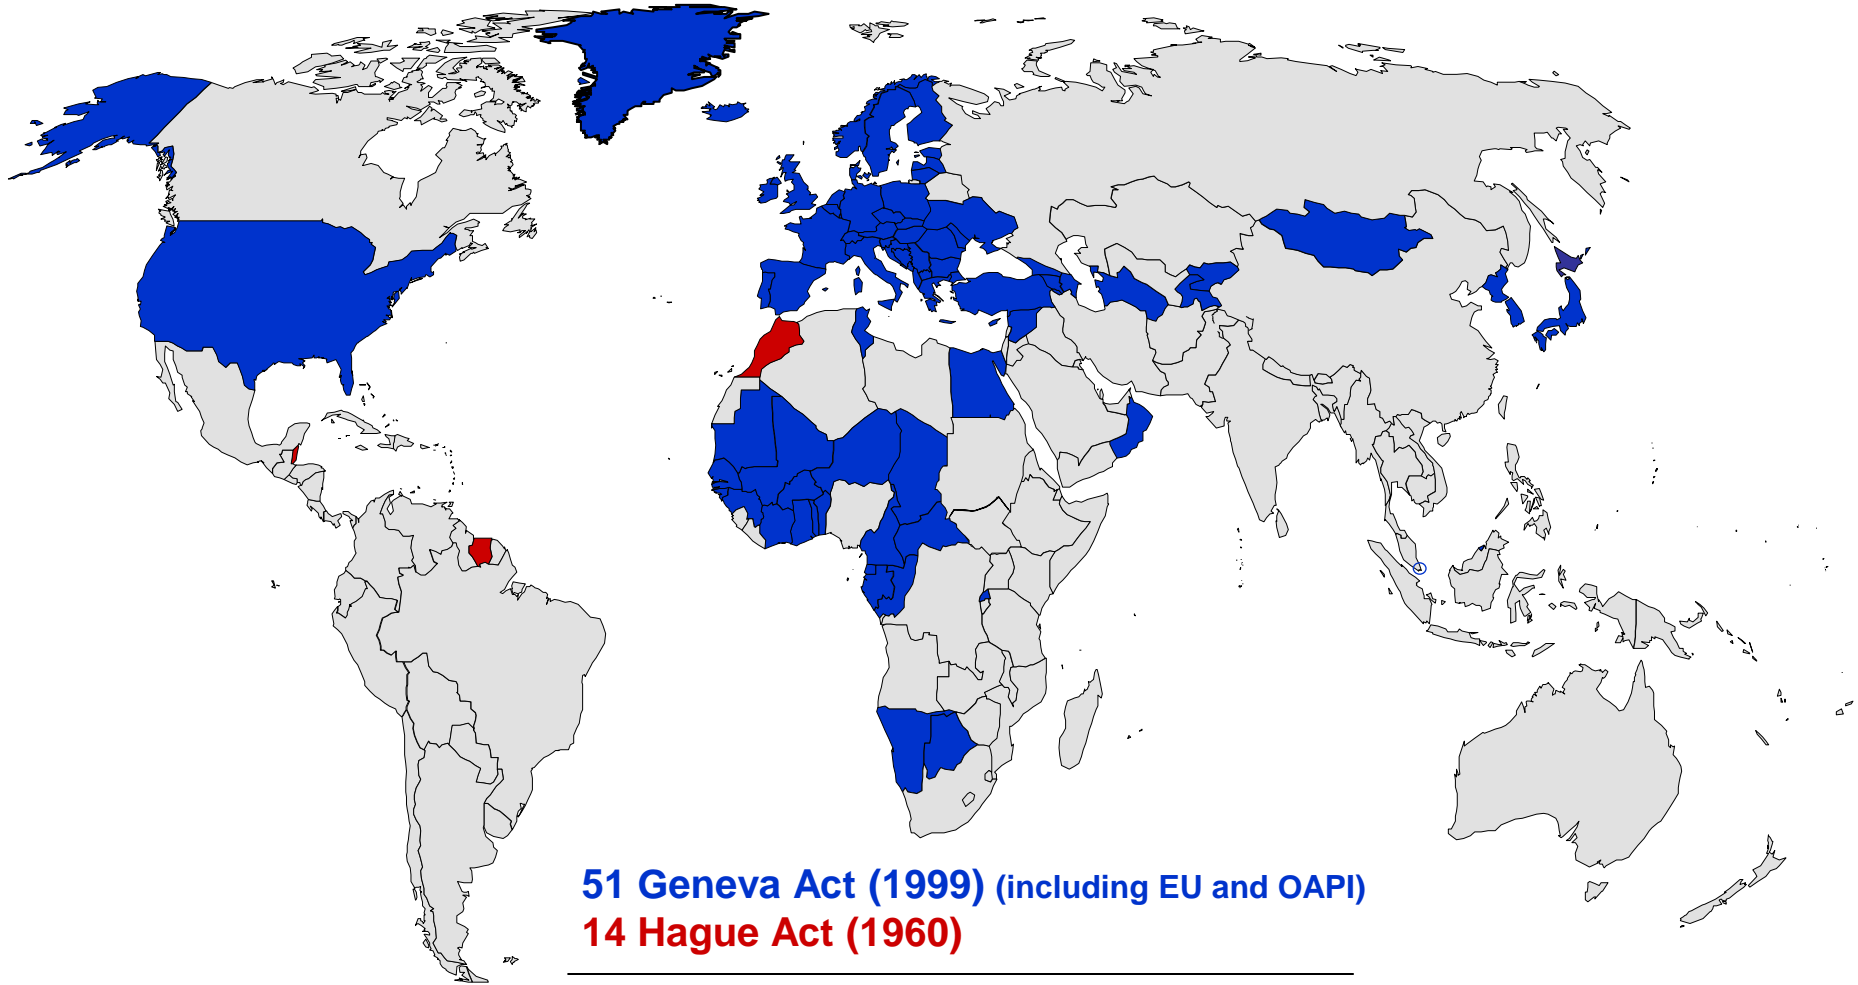 51 Geneva Act (1999) (including EU and OAPI)
14 Hague Act (1960)